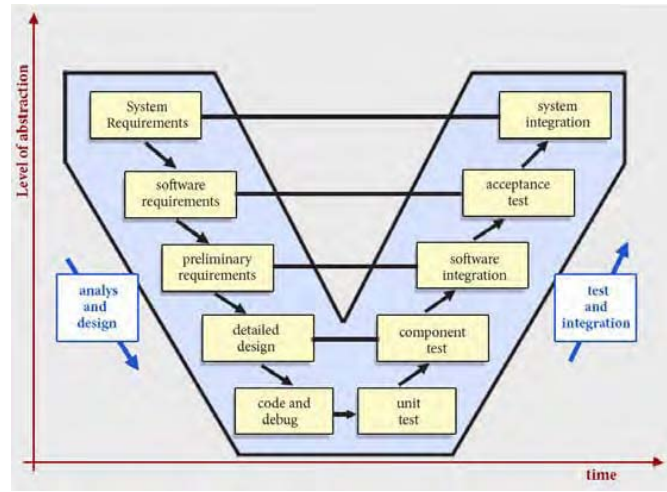 Level of abstraction
System
Requirements
system
integration
software
requirements
acceptance
test
preliminary
requirements
software
integration
analys
and
design
test
and
integration
detailed
design
component
test
code and
debug
unit
test
time